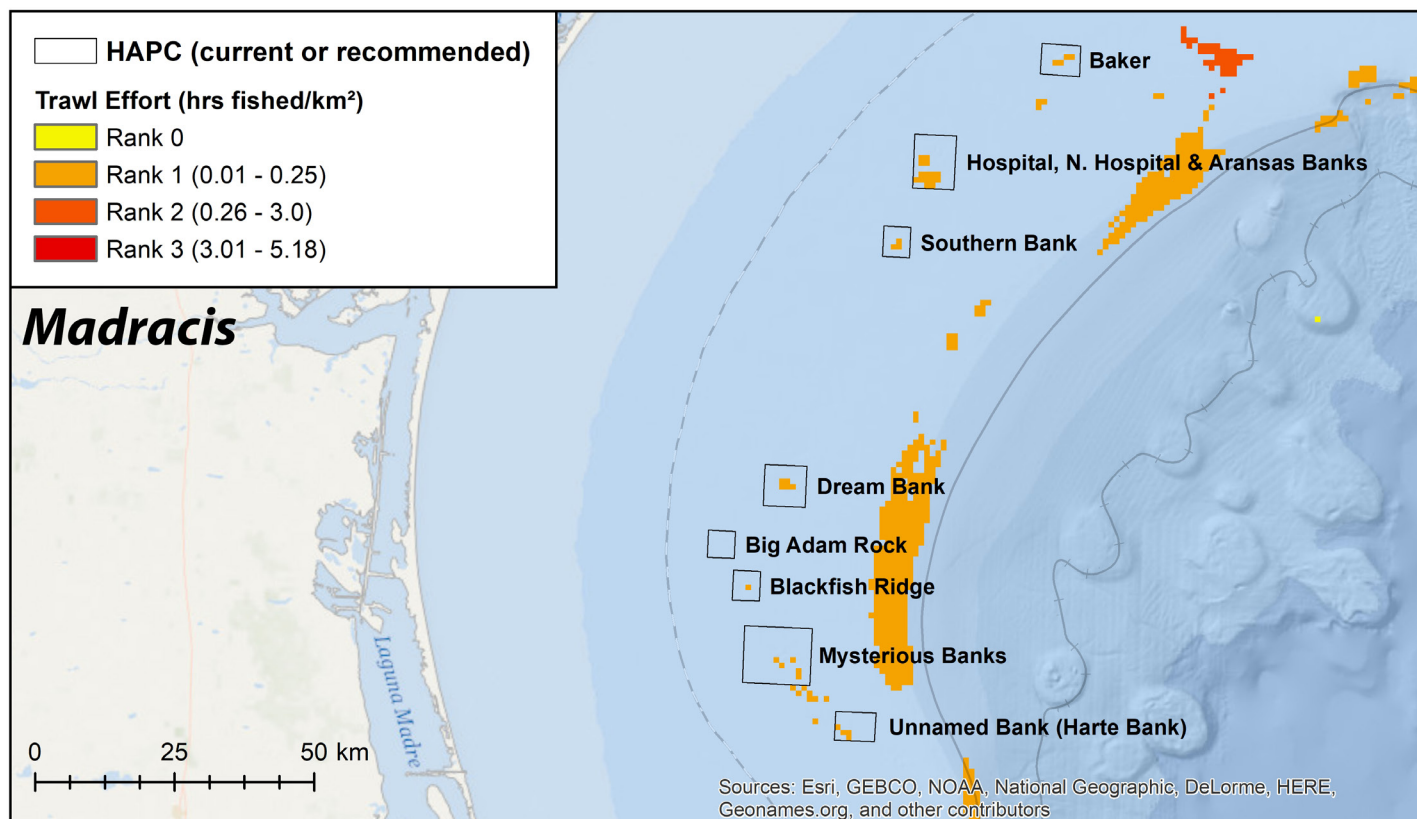 HAPC (current or recommended)
Trawl Effort (hrs fished/km²)
Rank 0
Rank 1 (0.01 - 0.25)
Rank 2 (0.26 - 3.0)
Rank 3 (3.01 - 5.18)
Madracis
Baker
Hospital, N. Hospital & Aransas Banks
Southern Bank
Dream Bank
Big Adam Rock
Blackfish Ridge
Mysterious Banks
Unnamed Bank (Harte Bank)
Laguna Madre
0 25 50 km
Sources: Esri, GEBCO, NOAA, National Geographic, DeLorme, HERE,
Geonames.org, and other contributors